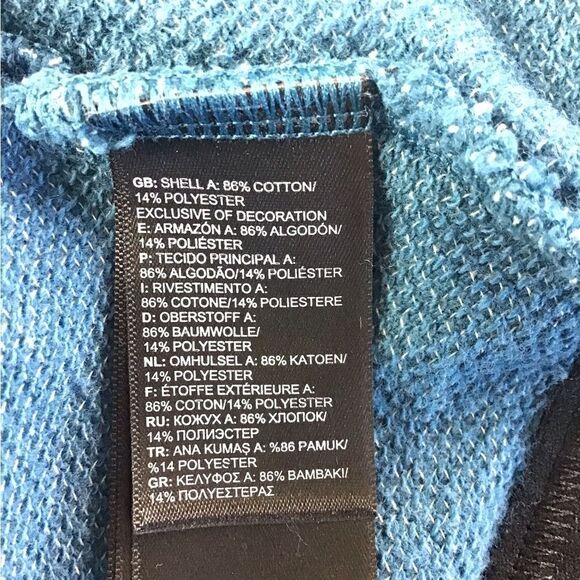 GB: SHELL A: 86% COTTON/
14% POLYESTER
EXCLUSIVE OF DECORATION
E: ARMAZÓN A: 86% ALGODÓN/
14% POLIÉSTER
P: TECIDO PRINCIPAL A:
86% ALGODÃO/14% POLIÉSTER
I: RIVESTIMENTO A:
86% COTONE/14% POLIESTERE
D: OBERSTOFF A:
86% BAUMWOLLE/
14% POLYESTER
NL: OMHULSEL A: 86% KATOEN/
14% POLYESTER
F: ÉTOFFE EXTÉRIEURE A:
86% COTON/14% POLYESTER
RU: КОЖУХ A: 86% ХЛОПОК/
14% ПОЛИЭСТЕР
TR: ANA KUMAŞ A: %86 PAMUK/
%14 POLYESTER
GR: ΚΕΛΥΦΟΣ A: 86% ΒΑΜΒΑΚΙ/
14% ΠΟΛΥΕΣΤΕΡΑΣ